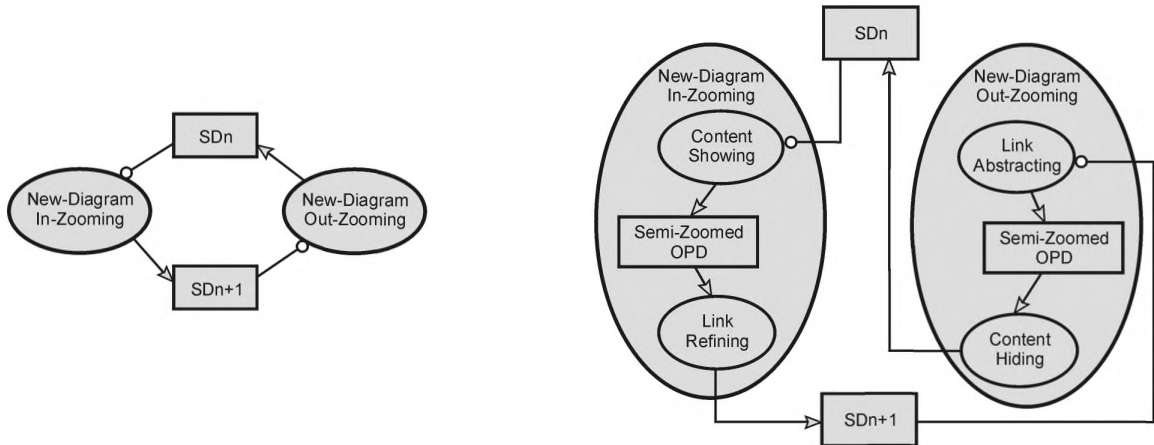 SDn
New-Diagram
In-Zooming
New-Diagram
Out-Zooming
SDn+1
SDn
New-Diagram
In-Zooming
Content
Showing
Semi-Zoomed
OPD
Link
Refining
New-Diagram
Out-Zooming
Link
Abstracting
Semi-Zoomed
OPD
Content
Hiding
SDn+1